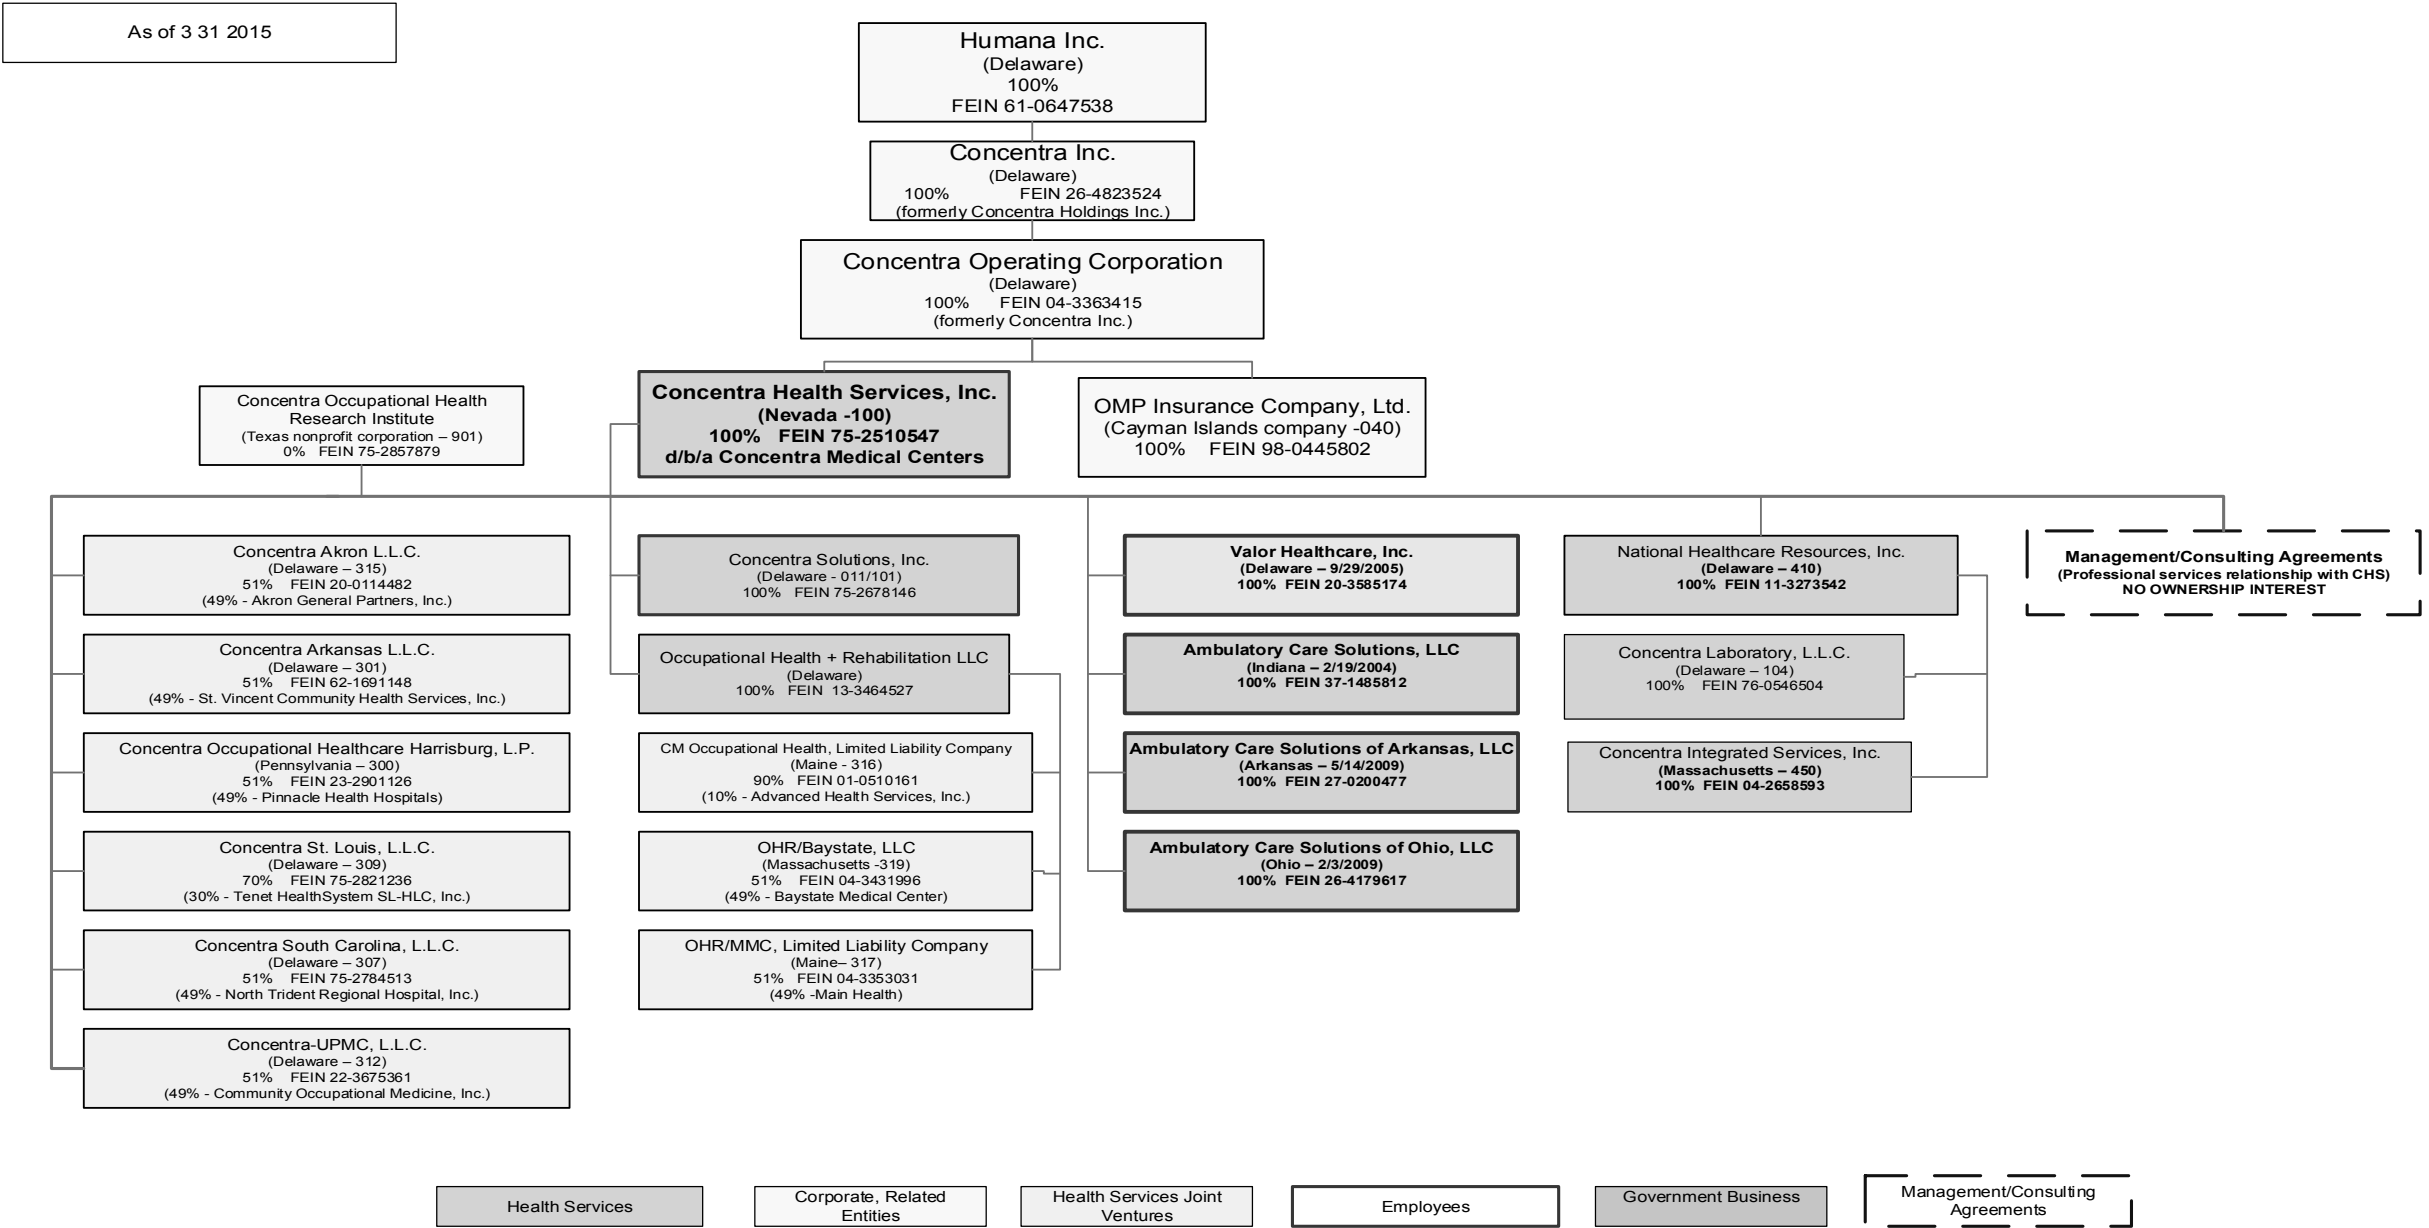 As of 3 31 2015
Humana Inc.
(Delaware)
100%
FEIN 61-0647538
Concentra Inc.
(Delaware)
100% FEIN 26-4823524
(formerly Concentra Holdings Inc.)
Concentra Operating Corporation
(Delaware)
100% FEIN 04-3363415
(formerly Concentra Inc.)
Concentra Occupational Health
Research Institute
(Texas nonprofit corporation – 901)
0% FEIN 75-2857879
Concentra Health Services, Inc.
(Nevada -100)
100% FEIN 75-2510547
d/b/a Concentra Medical Centers
OMP Insurance Company, Ltd.
(Cayman Islands company -040)
100% FEIN 98-0445802
Concentra Akron L.L.C.
(Delaware – 315)
51% FEIN 20-0114482
(49% - Akron General Partners, Inc.)
Concentra Arkansas L.L.C.
(Delaware – 301)
51% FEIN 62-1691148
(49% - St. Vincent Community Health Services, Inc.)
Concentra Occupational Healthcare Harrisburg, L.P.
(Pennsylvania – 300)
51% FEIN 23-2901126
(49% - Pinnacle Health Hospitals)
Concentra St. Louis, L.L.C.
(Delaware – 309)
70% FEIN 75-2821236
(30% - Tenet HealthSystem SL-HLC, Inc.)
Concentra South Carolina, L.L.C.
(Delaware – 307)
51% FEIN 75-2784513
(49% - North Trident Regional Hospital, Inc.)
Concentra-UPMC, L.L.C.
(Delaware – 312)
51% FEIN 22-3675361
(49% - Community Occupational Medicine, Inc.)
Concentra Solutions, Inc.
(Delaware - 011/101)
100% FEIN 75-2678146
Occupational Health + Rehabilitation LLC
(Delaware)
100% FEIN 13-3464527
CM Occupational Health, Limited Liability Company
(Maine - 316)
90% FEIN 01-0510161
(10% - Advanced Health Services, Inc.)
OHR/Baystate, LLC
(Massachusetts -319)
51% FEIN 04-3431996
(49% - Baystate Medical Center)
OHR/MMC, Limited Liability Company
(Maine– 317)
51% FEIN 04-3353031
(49% -Main Health)
Valor Healthcare, Inc.
(Delaware – 9/29/2005)
100% FEIN 20-3585174
Ambulatory Care Solutions, LLC
(Indiana – 2/19/2004)
100% FEIN 37-1485812
Ambulatory Care Solutions of Arkansas, LLC
(Arkansas – 5/14/2009)
100% FEIN 27-0200477
Ambulatory Care Solutions of Ohio, LLC
(Ohio – 2/3/2009)
100% FEIN 26-4179617
National Healthcare Resources, Inc.
(Delaware – 410)
100% FEIN 11-3273542
Concentra Laboratory, L.L.C.
(Delaware – 104)
100% FEIN 76-0546504
Concentra Integrated Services, Inc.
(Massachusetts – 450)
100% FEIN 04-2658593
Management/Consulting Agreements
(Professional services relationship with CHS)
NO OWNERSHIP INTEREST
Health Services
Corporate, Related
Entities
Health Services Joint
Ventures
Employees
Government Business
Management/Consulting
Agreements